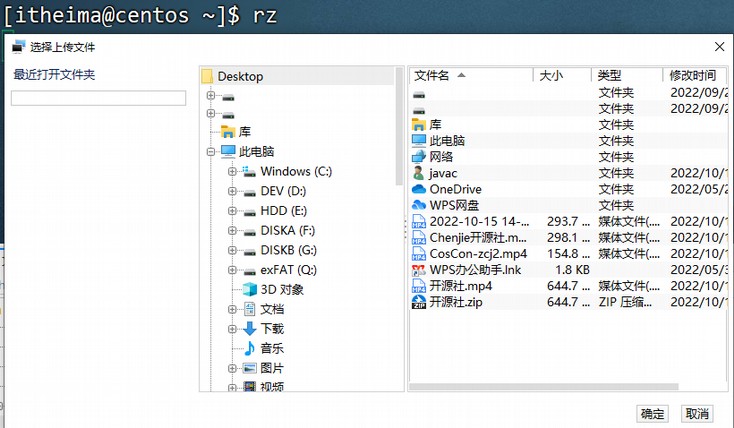 [itheima@centos ~]$ rz
选择上传文件
最近打开文件夹
Desktop
库
此电脑
Windows (C:)
DEV (D:)
HDD (E:)
DISKA (F:)
DISKB (G:)
exFAT (Q:)
3D 对象
文档
下载
音乐
图片
视频
文件名 大小 类型 修改时间
文件夹 2022/09/2
文件夹 2022/09/2
库 文件夹
此电脑 文件夹
网络 文件夹
javac 文件夹 2022/10/1
OneDrive 文件夹 2022/05/2
WPS网盘 文件夹
2022-10-15 14-... 293.7 ... 媒体文件(.... 2022/10/1
Chenjie开源社.m... 298.1 ... 媒体文件(.... 2022/10/1
CosCon-zcj2.mp4 154.8 ... 媒体文件(.... 2022/10/1
WPS办公助手.lnk 1.8 KB 2022/05/3
开源社.mp4 644.7 ... 媒体文件(.... 2022/10/1
开源社.zip 644.7 ... ZIP 压缩... 2022/10/1
确定 取消